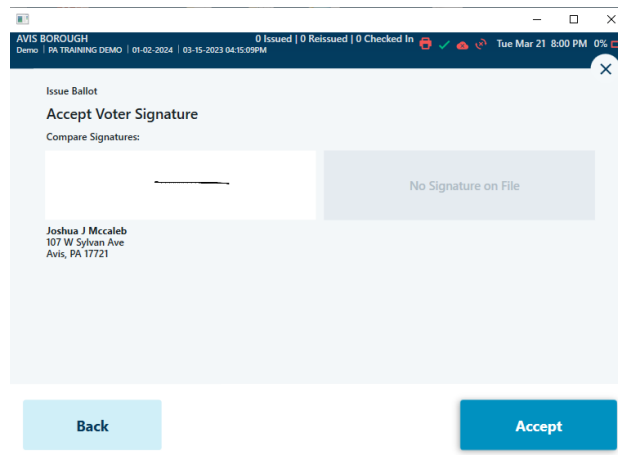 AVIS BOROUGH 0 Issued | 0 Reissued | 0 Checked In Tue Mar 21 8:00 PM 0%
Demo | PA TRAINING DEMO | 01-02-2024 | 03-15-2023 04:15:09PM
Issue Ballot
Accept Voter Signature
Compare Signatures:
No Signature on File
Joshua J Mccaleb
107 W Sylvan Ave
Avis, PA 17721
Back Accept